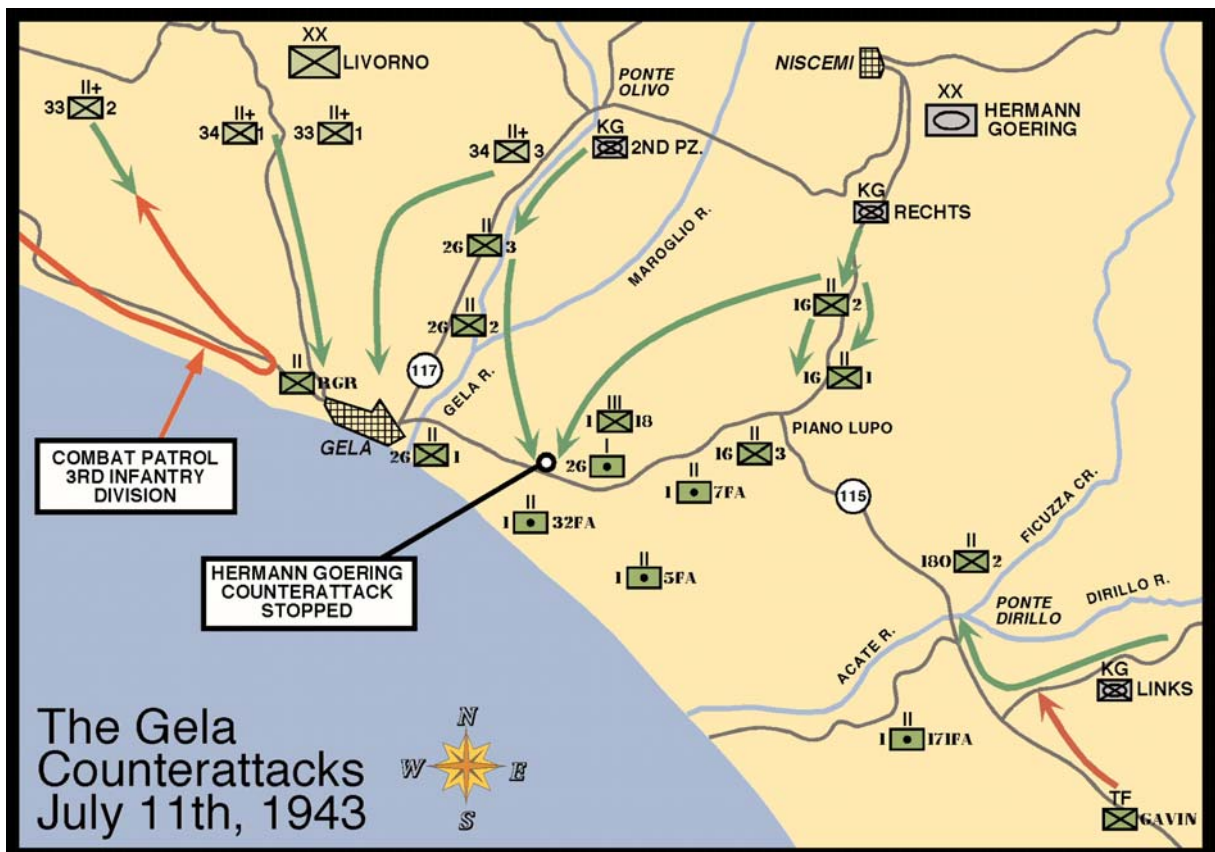 XX
LIVORNO
PONTE
OLIVO
NISCEMI
XX
HERMANN
GOERING
II+
33 2
II+
34 1
II+
33 1
II+
34 3
KG
2ND PZ.
KG
RECHTS
II
26 3
MAROGLIO R.
II
16 2
II
26 2
II
16 1
117
GELA R.
II
RGR
GELA
III
1 18
PIANO LUPO
II
26 1
I
26
II
16 3
COMBAT PATROL
3RD INFANTRY
DIVISION
II
1 7FA
115
II
1 32FA
FICUZZA CR.
HERMANN GOERING
COUNTERATTACK
STOPPED
II
1 5FA
II
180 2
DIRILLO R.
PONTE
DIRILLO
ACATE R.
KG
LINKS
II
1 171FA
TF
GAVIN
The Gela
Counterattacks
July 11th, 1943
N
W E
S